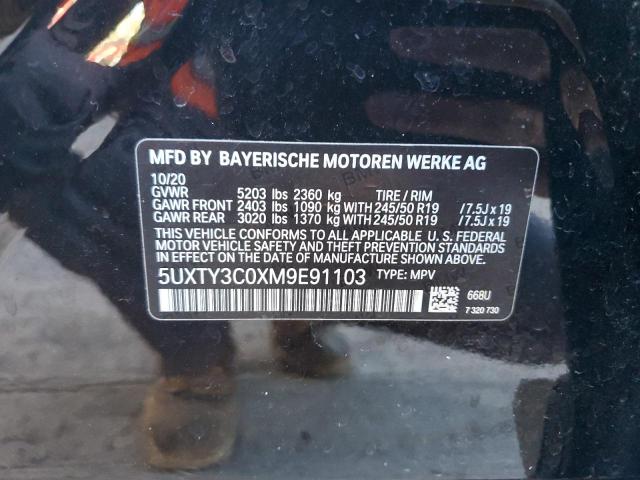 MFD BY BAYERISCHE MOTOREN WERKE AG
10/20
GVWR 5203 lbs 2360 kg TIRE / RIM
GAWR FRONT 2403 lbs 1090 kg WITH 245/50 R19 /7.5J x 19
GAWR REAR 3020 lbs 1370 kg WITH 245/50 R19 /7.5J x 19
THIS VEHICLE CONFORMS TO ALL APPLICABLE U. S. FEDERAL
MOTOR VEHICLE SAFETY AND THEFT PREVENTION STANDARDS
IN EFFECT ON THE DATE OF MANUFACTURE SHOWN ABOVE.
5UXTY3C0XM9E91103 TYPE: MPV
668U
7 320 730